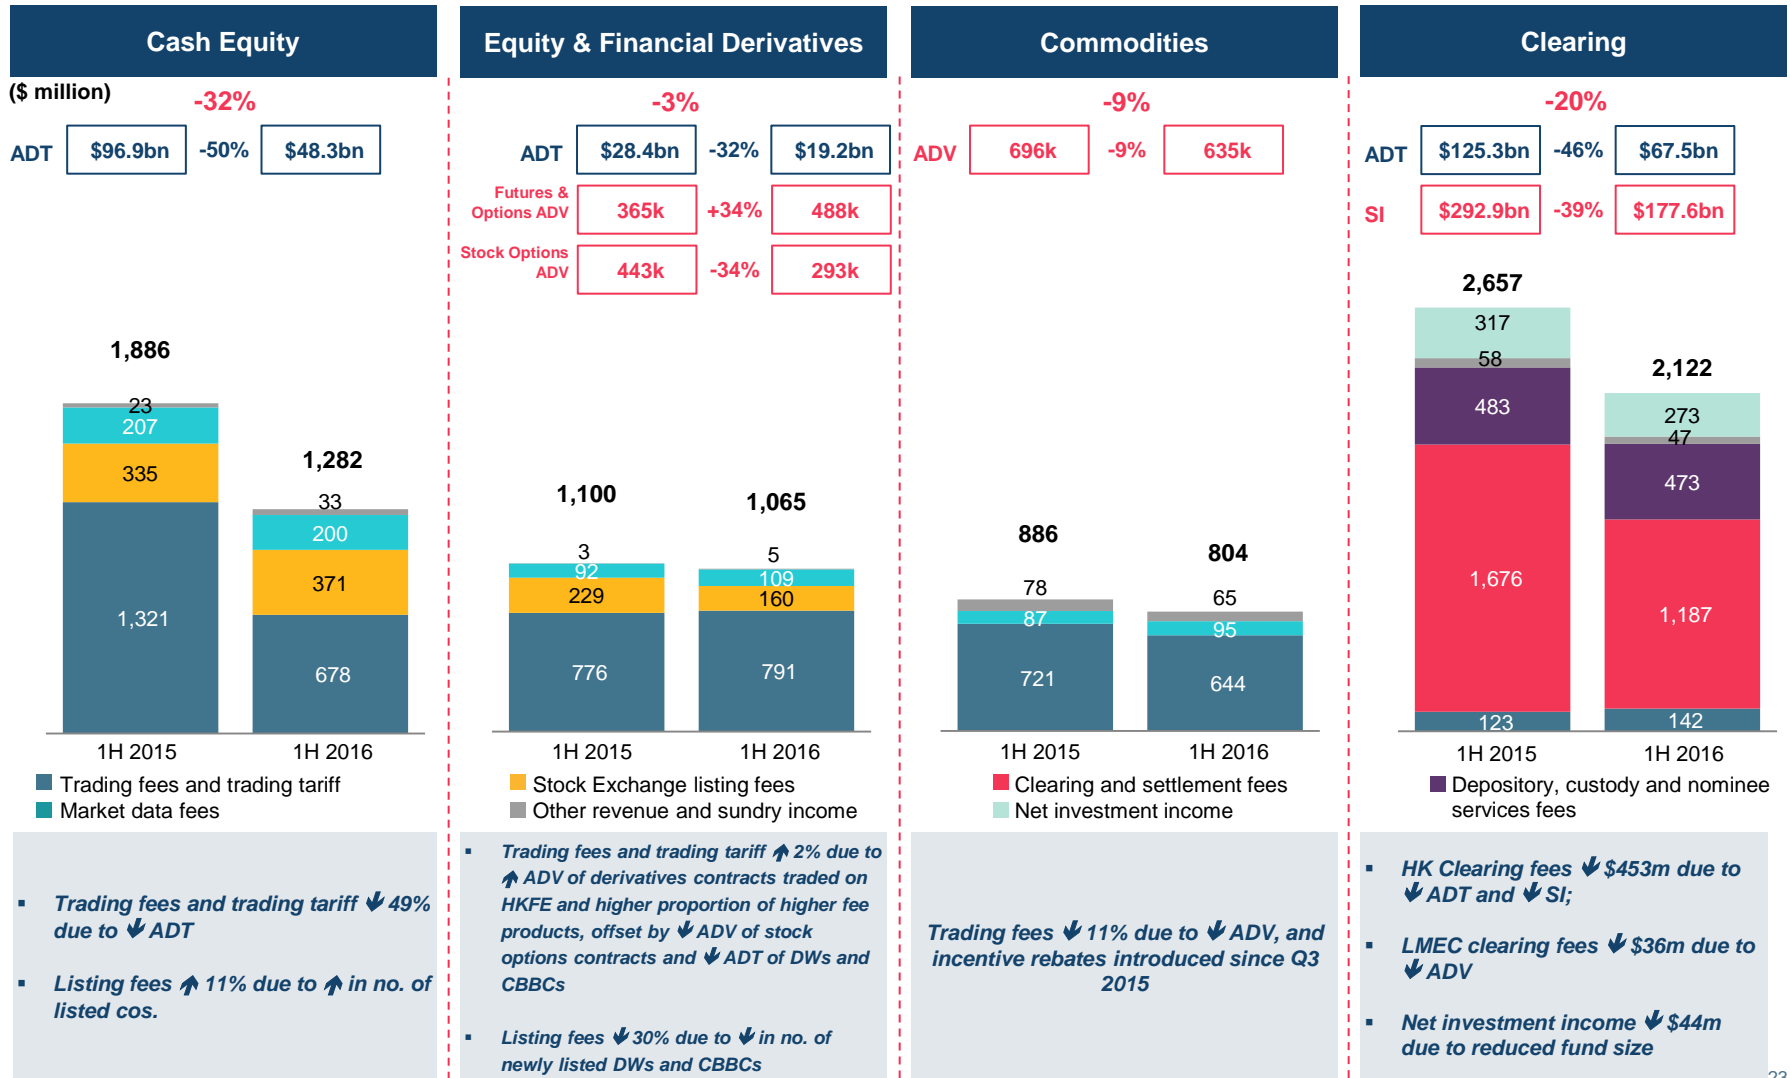 Cash Equity
($ million)
-32%
ADT $96.9bn -50% $48.3bn
1,886
23
207
335
1,321
1,282
33
200
371
678
1H 2015 1H 2016
Equity & Financial Derivatives
-3%
ADT $28.4bn -32% $19.2bn
Futures &
Options ADV 365k +34% 488k
Stock Options
ADV 443k -34% 293k
1,100
3
92
229
776
1,065
5
109
160
791
1H 2015 1H 2016
Commodities
-9%
ADV 696k -9% 635k
886
78
87
721
804
65
95
644
1H 2015 1H 2016
Clearing
-20%
ADT $125.3bn -46% $67.5bn
SI $292.9bn -39% $177.6bn
2,657
317
58
483
1,676
123
2,122
273
47
473
1,187
142
1H 2015 1H 2016
Trading fees and trading tariff
Market data fees
Stock Exchange listing fees
Other revenue and sundry income
Clearing and settlement fees
Net investment income
Depository, custody and nominee
services fees
▪ Trading fees and trading tariff 🡇 49%
due to 🡇 ADT
▪ Listing fees 🡅 11% due to 🡅 in no. of
listed cos.
▪ Trading fees and trading tariff 🡅 2% due to
🡅 ADV of derivatives contracts traded on
HKFE and higher proportion of higher fee
products, offset by 🡇 ADV of stock
options contracts and 🡇 ADT of DWs and
CBBCs
▪ Listing fees 🡇 30% due to 🡇 in no. of
newly listed DWs and CBBCs
Trading fees 🡇 11% due to 🡇 ADV, and
incentive rebates introduced since Q3
2015
▪ HK Clearing fees 🡇 $453m due to
🡇 ADT and 🡇 SI;
▪ LMEC clearing fees 🡇 $36m due to
🡇 ADV
▪ Net investment income 🡇 $44m
due to reduced fund size
23